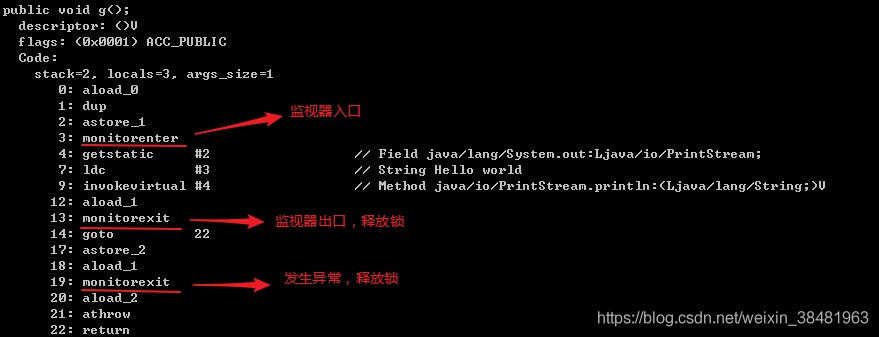 public void g();
descriptor: ()V
flags: (0x0001) ACC_PUBLIC
Code:
stack=2, locals=3, args_size=1
0: aload_0
1: dup
2: astore_1
监视器入口
3: monitorenter
4: getstatic #2 // Field java/lang/System.out:Ljava/io/PrintStream;
7: ldc #3 // String Hello world
9: invokevirtual #4 // Method java/io/PrintStream.println:(Ljava/lang/String;)V
12: aload_1
13: monitorexit 监视器出口，释放锁
14: goto 22
17: astore_2
18: aload_1
19: monitorexit 发生异常，释放锁
20: aload_2
21: athrow
22: return
https://blog.csdn.net/weixin_38481963